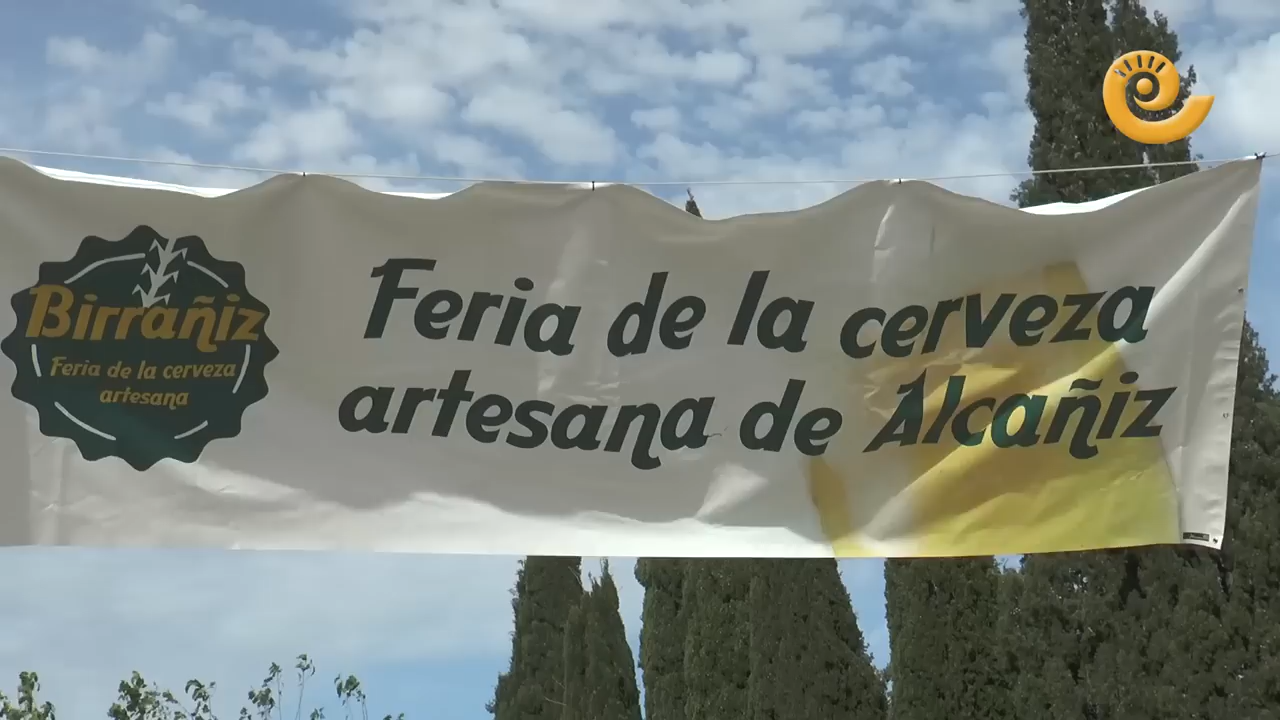 Birrañiz
Feria de la cerveza
artesana
Feria de la cerveza
artesana de Alcañiz